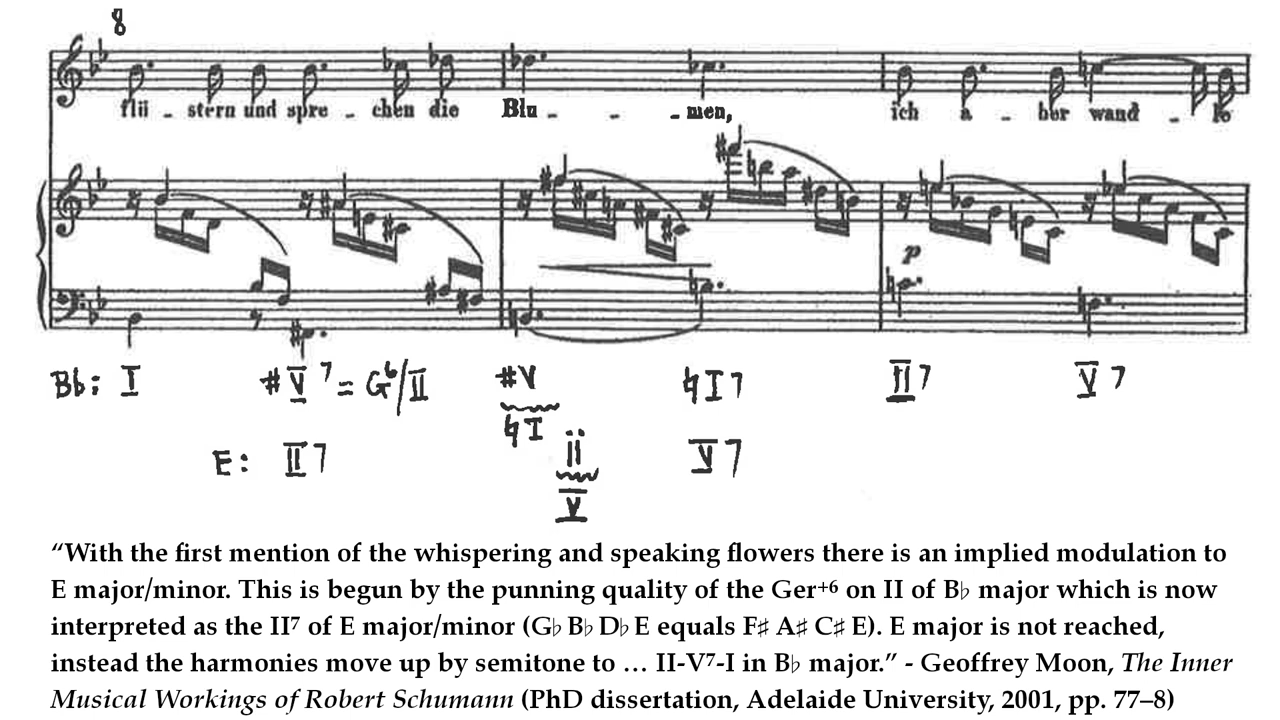 8
flü - stern und spre - chen die Blu - - - men, ich a - ber wand - le
p
Bb: I #V7 = G6/II #V ♮I7 II7 V7
♮I
E: II7 ii V7
V
“With the first mention of the whispering and speaking flowers there is an implied modulation to
E major/minor. This is begun by the punning quality of the Ger+6 on II of B♭ major which is now
interpreted as the II7 of E major/minor (G♭ B♭ D♭ E equals F♯ A♯ C♯ E). E major is not reached,
instead the harmonies move up by semitone to … II-V7-I in B♭ major.” - Geoffrey Moon, The Inner
Musical Workings of Robert Schumann (PhD dissertation, Adelaide University, 2001, pp. 77–8)